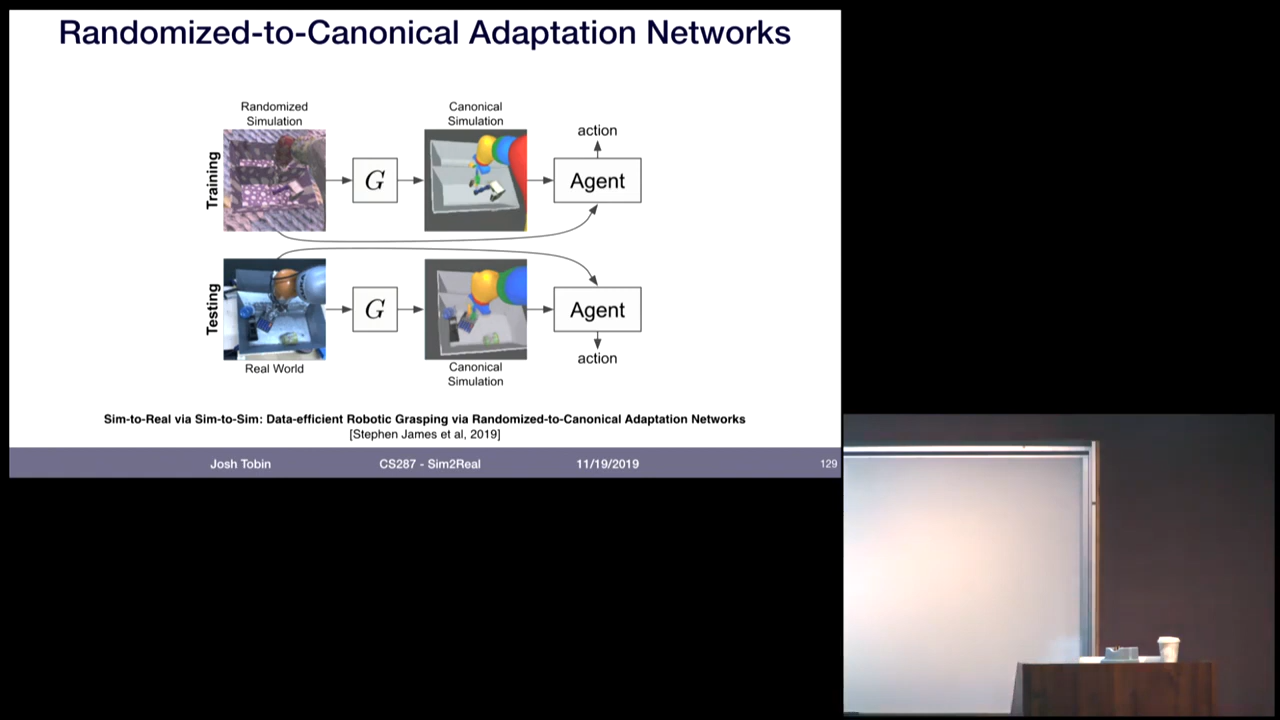 Randomized-to-Canonical Adaptation Networks
Randomized
Simulation
Canonical
Simulation
action
Training
G
Agent
Testing
G
Agent
Real World
Canonical
Simulation
action
Sim-to-Real via Sim-to-Sim: Data-efficient Robotic Grasping via Randomized-to-Canonical Adaptation Networks
[Stephen James et al, 2019]
Josh Tobin
CS287 - Sim2Real
11/19/2019
129